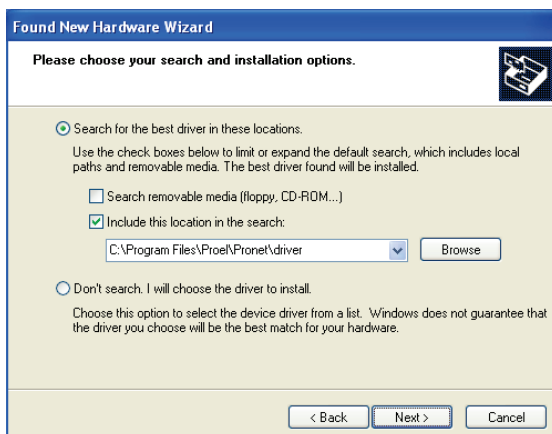 Found New Hardware Wizard
Please choose your search and installation options.
Search for the best driver in these locations.
Use the check boxes below to limit or expand the default search, which includes local
paths and removable media. The best driver found will be installed.
Search removable media (floppy, CD-ROM...)
Include this location in the search:
C:\Program Files\Proel\Pronet\driver
Browse
Don't search. I will choose the driver to install.
Choose this option to select the device driver from a list. Windows does not guarantee that
the driver you choose will be the best match for your hardware.
< Back Next > Cancel